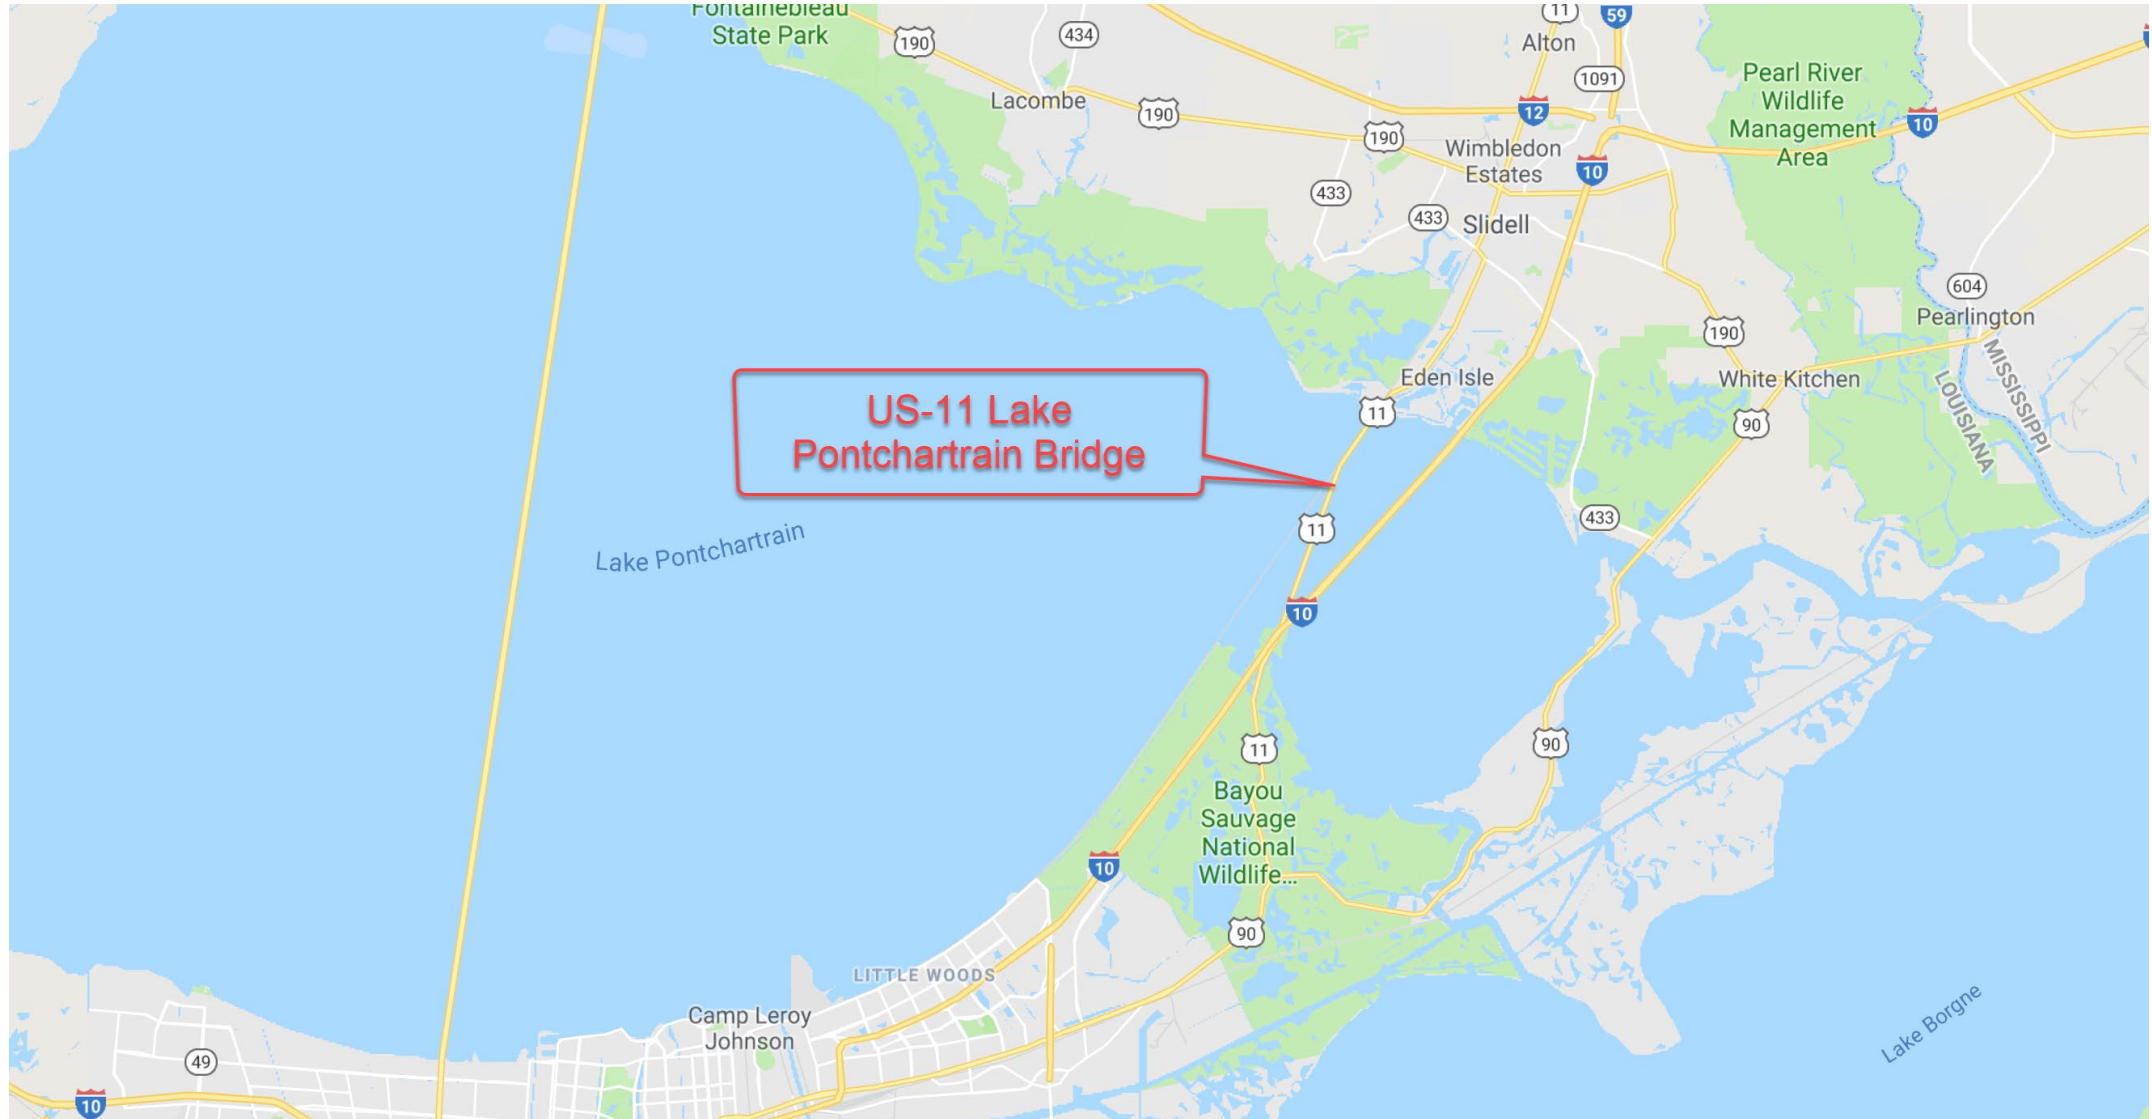 Fontainebleau
State Park
190
434
11
59
Alton
1091
Pearl River
Wildlife
Management
Area
10
Lacombe
190
12
190
Wimbledon
Estates
10
433
433
Slidell
604
Pearlington
190
MISSISSIPPI
LOUISIANA
Eden Isle
White Kitchen
11
90
US-11 Lake
Pontchartrain Bridge
433
11
Lake Pontchartrain
10
11
90
Bayou
Sauvage
National
Wildlife...
10
90
LITTLE WOODS
Camp Leroy
Johnson
Lake Borgne
49
10